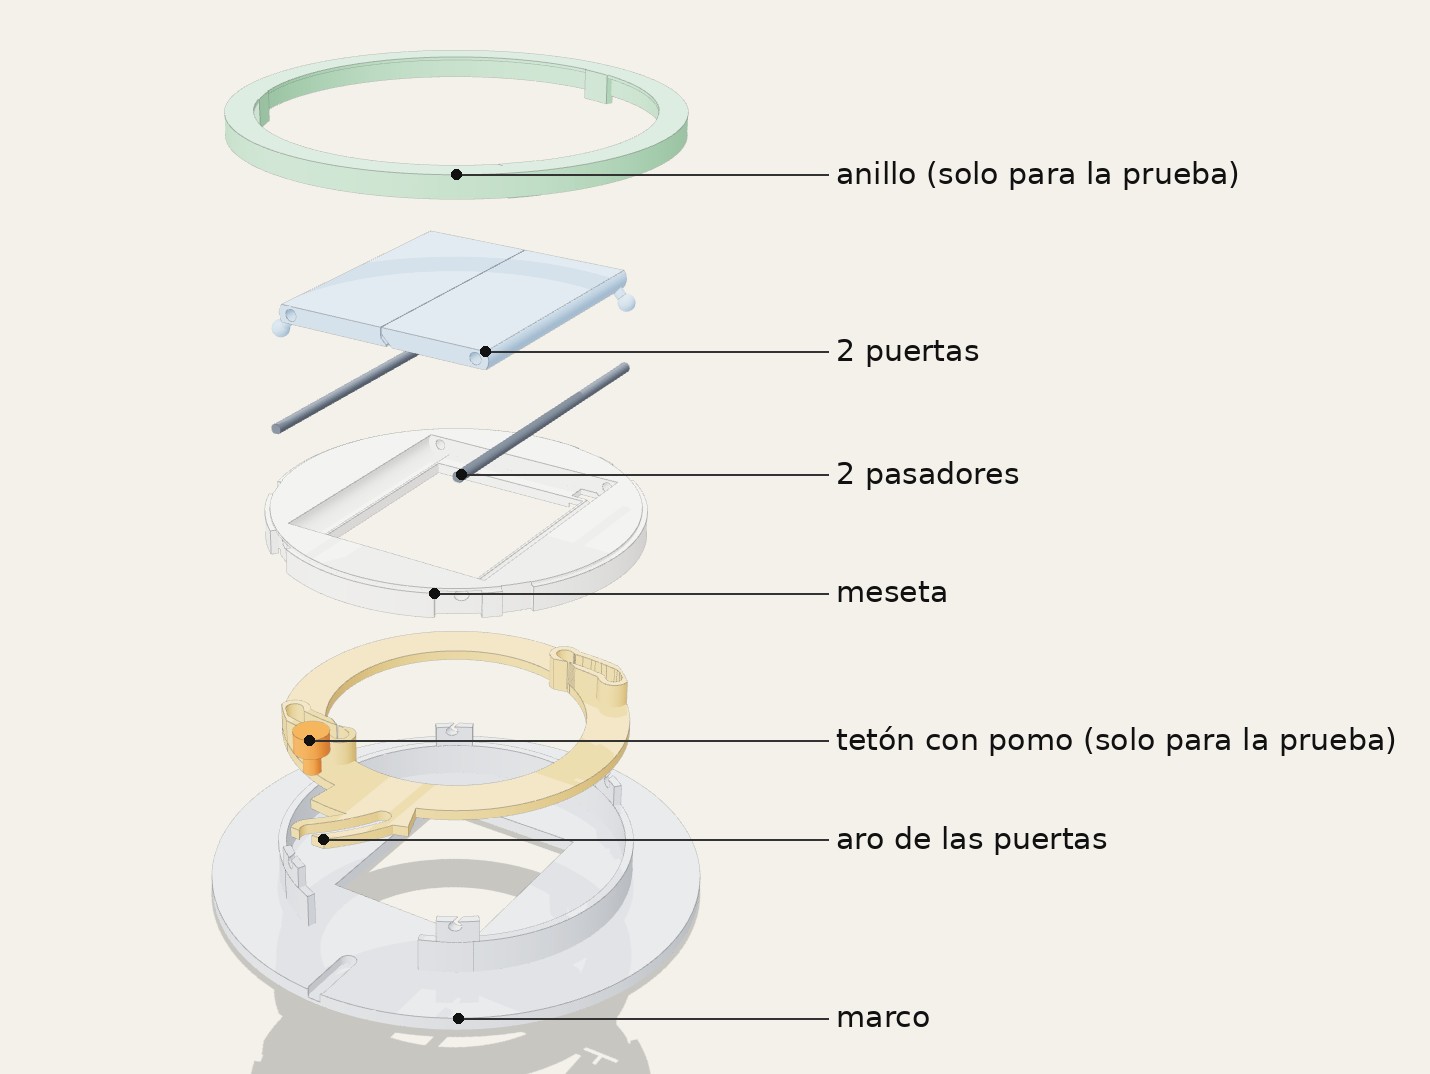 anillo (solo para la prueba)
2 puertas
2 pasadores
meseta
tetón con pomo (solo para la prueba)
aro de las puertas
marco